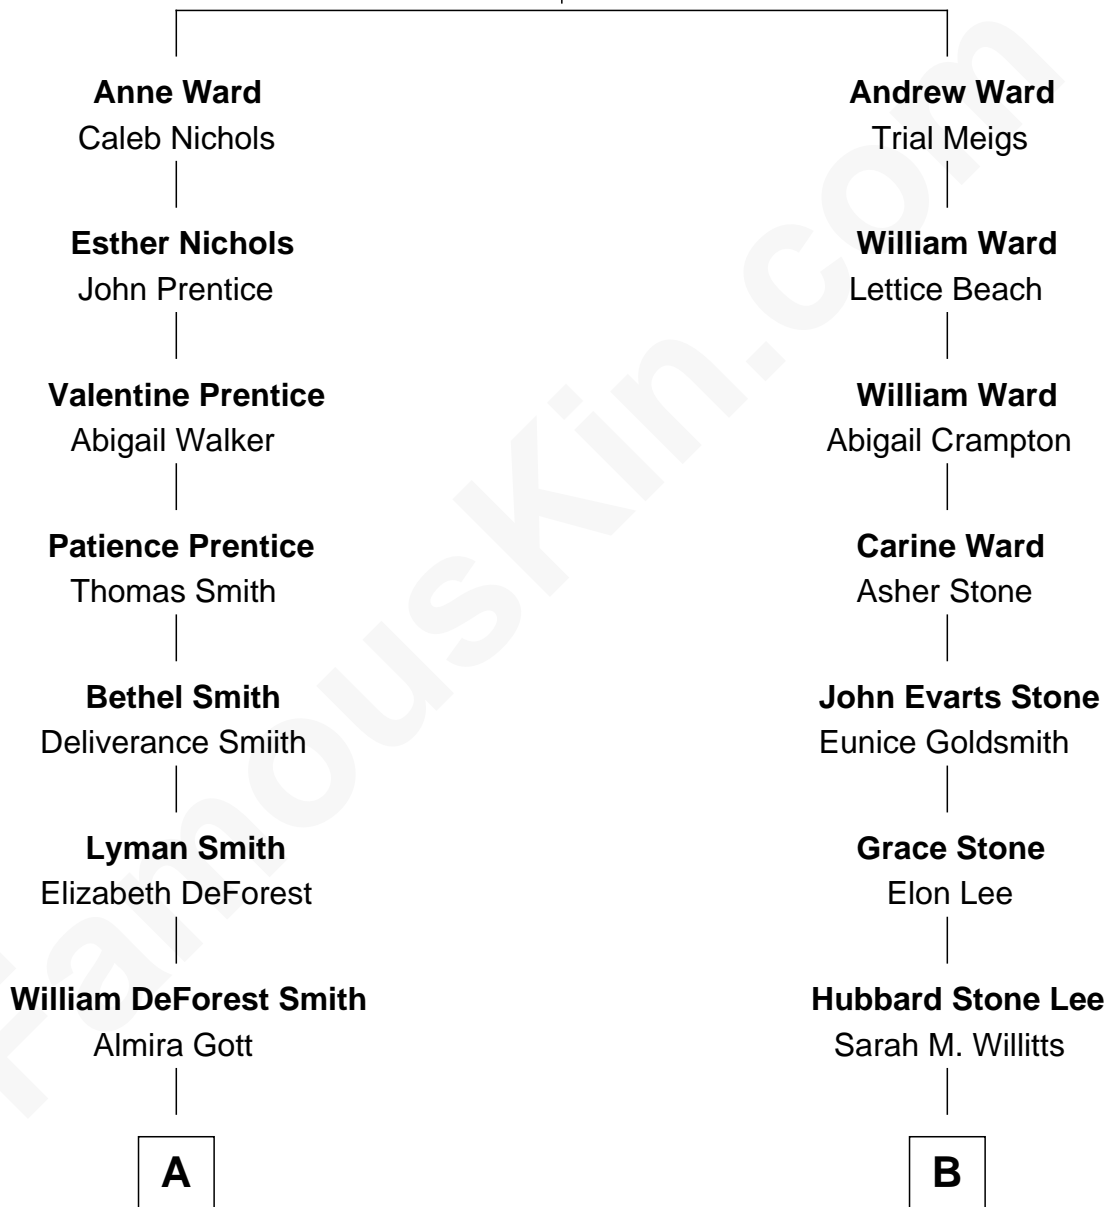 Anne Ward
Caleb Nichols
Esther Nichols
John Prentice
Valentine Prentice
Abigail Walker
Patience Prentice
Thomas Smith
Bethel Smith
Deliverance Smiith
Lyman Smith
Elizabeth DeForest
William DeForest Smith
Almira Gott
A
Andrew Ward
Trial Meigs
William Ward
Lettice Beach
William Ward
Abigail Crampton
Carine Ward
Asher Stone
John Evarts Stone
Eunice Goldsmith
Grace Stone
Elon Lee
Hubbard Stone Lee
Sarah M. Willitts
B
FamousKin.com